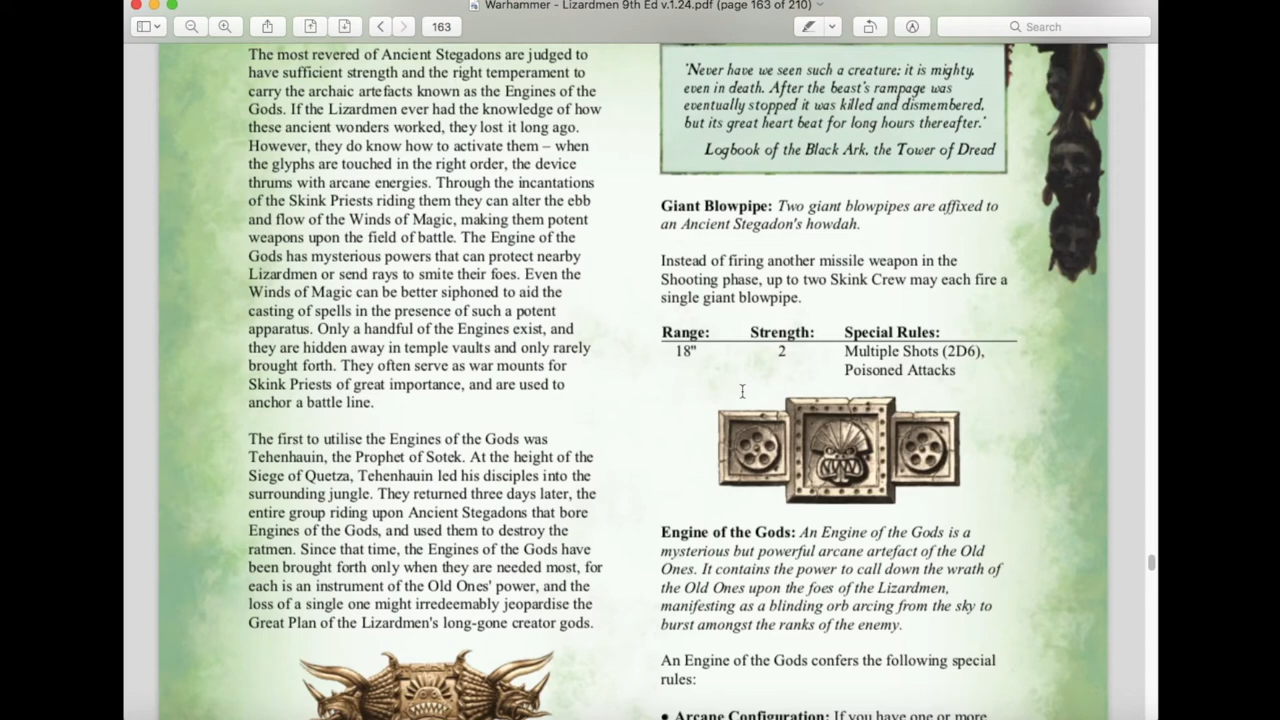 Warhammer - Lizardmen 9th Ed v.1.24.pdf (page 163 of 210)
163
Search
The most revered of Ancient Stegadons are judged to
have sufficient strength and the right temperament to
carry the archaic artefacts known as the Engines of the
Gods. If the Lizardmen ever had the knowledge of how
these ancient wonders worked, they lost it long ago.
However, they do know how to activate them – when
the glyphs are touched in the right order, the device
thrums with arcane energies. Through the incantations
of the Skink Priests riding them they can alter the ebb
and flow of the Winds of Magic, making them potent
weapons upon the field of battle. The Engine of the
Gods has mysterious powers that can protect nearby
Lizardmen or send rays to smite their foes. Even the
Winds of Magic can be better siphoned to aid the
casting of spells in the presence of such a potent
apparatus. Only a handful of the Engines exist, and
they are hidden away in temple vaults and only rarely
brought forth. They often serve as war mounts for
Skink Priests of great importance, and are used to
anchor a battle line.
The first to utilise the Engines of the Gods was
Tehenhauin, the Prophet of Sotek. At the height of the
Siege of Quetza, Tehenhauin led his disciples into the
surrounding jungle. They returned three days later, the
entire group riding upon Ancient Stegadons that bore
Engines of the Gods, and used them to destroy the
ratmen. Since that time, the Engines of the Gods have
been brought forth only when they are needed most, for
each is an instrument of the Old Ones' power, and the
loss of a single one might irredeemably jeopardise the
Great Plan of the Lizardmen's long-gone creator gods.
'Never have we seen such a creature; it is mighty,
even in death. After the beast's rampage was
eventually stopped it was killed and dismembered,
but its great heart beat for long hours thereafter.'
Logbook of the Black Ark, the Tower of Dread
Giant Blowpipe: Two giant blowpipes are affixed to
an Ancient Stegadon's howdah.
Instead of firing another missile weapon in the
Shooting phase, up to two Skink Crew may each fire a
single giant blowpipe.
Range: Strength: Special Rules:
18" 2 Multiple Shots (2D6),
Poisoned Attacks
Engine of the Gods: An Engine of the Gods is a
mysterious but powerful arcane artefact of the Old
Ones. It contains the power to call down the wrath of
the Old Ones upon the foes of the Lizardmen,
manifesting as a blinding orb arcing from the sky to
burst amongst the ranks of the enemy.
An Engine of the Gods confers the following special
rules:
• Arcane Configuration: If you have one or more